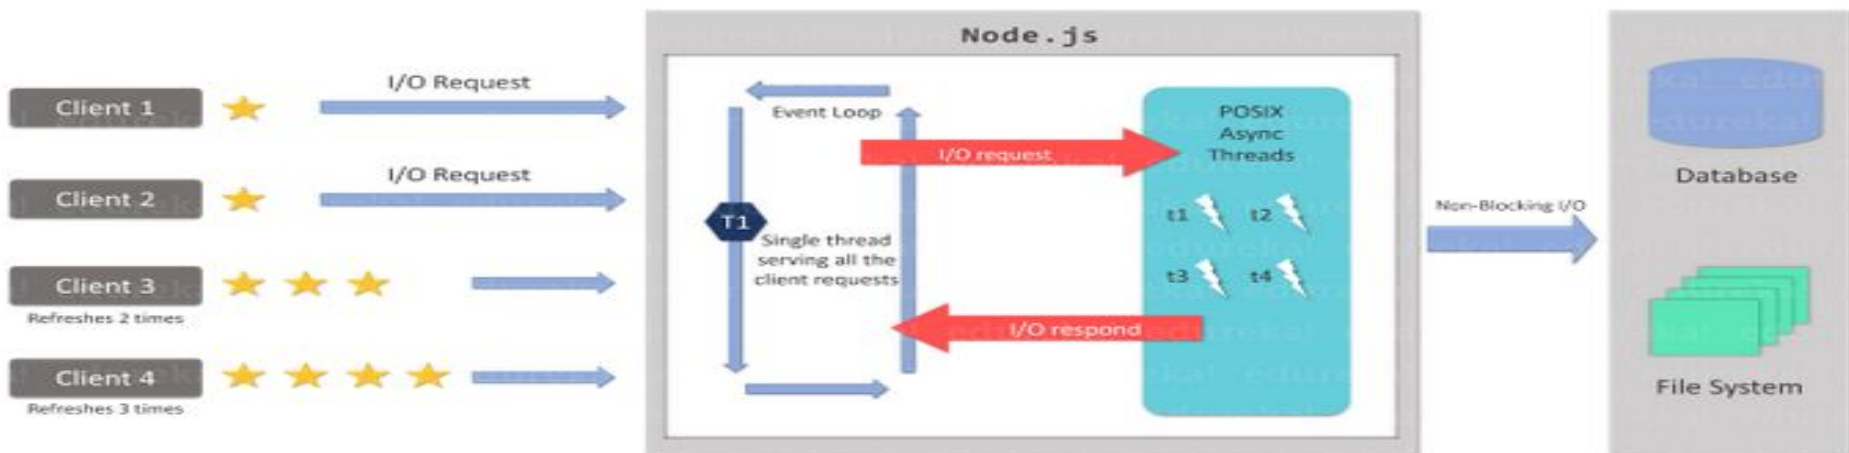 Node.js
Client 1
I/O Request
Client 2
I/O Request
Client 3
Refreshes 2 times
Client 4
Refreshes 3 times
Event Loop
I/O request
T1
Single thread
serving all the
client requests
I/O respond
POSIX
Async
Threads
t1 t2
t3 t4
Non-Blocking I/O
Database
File System